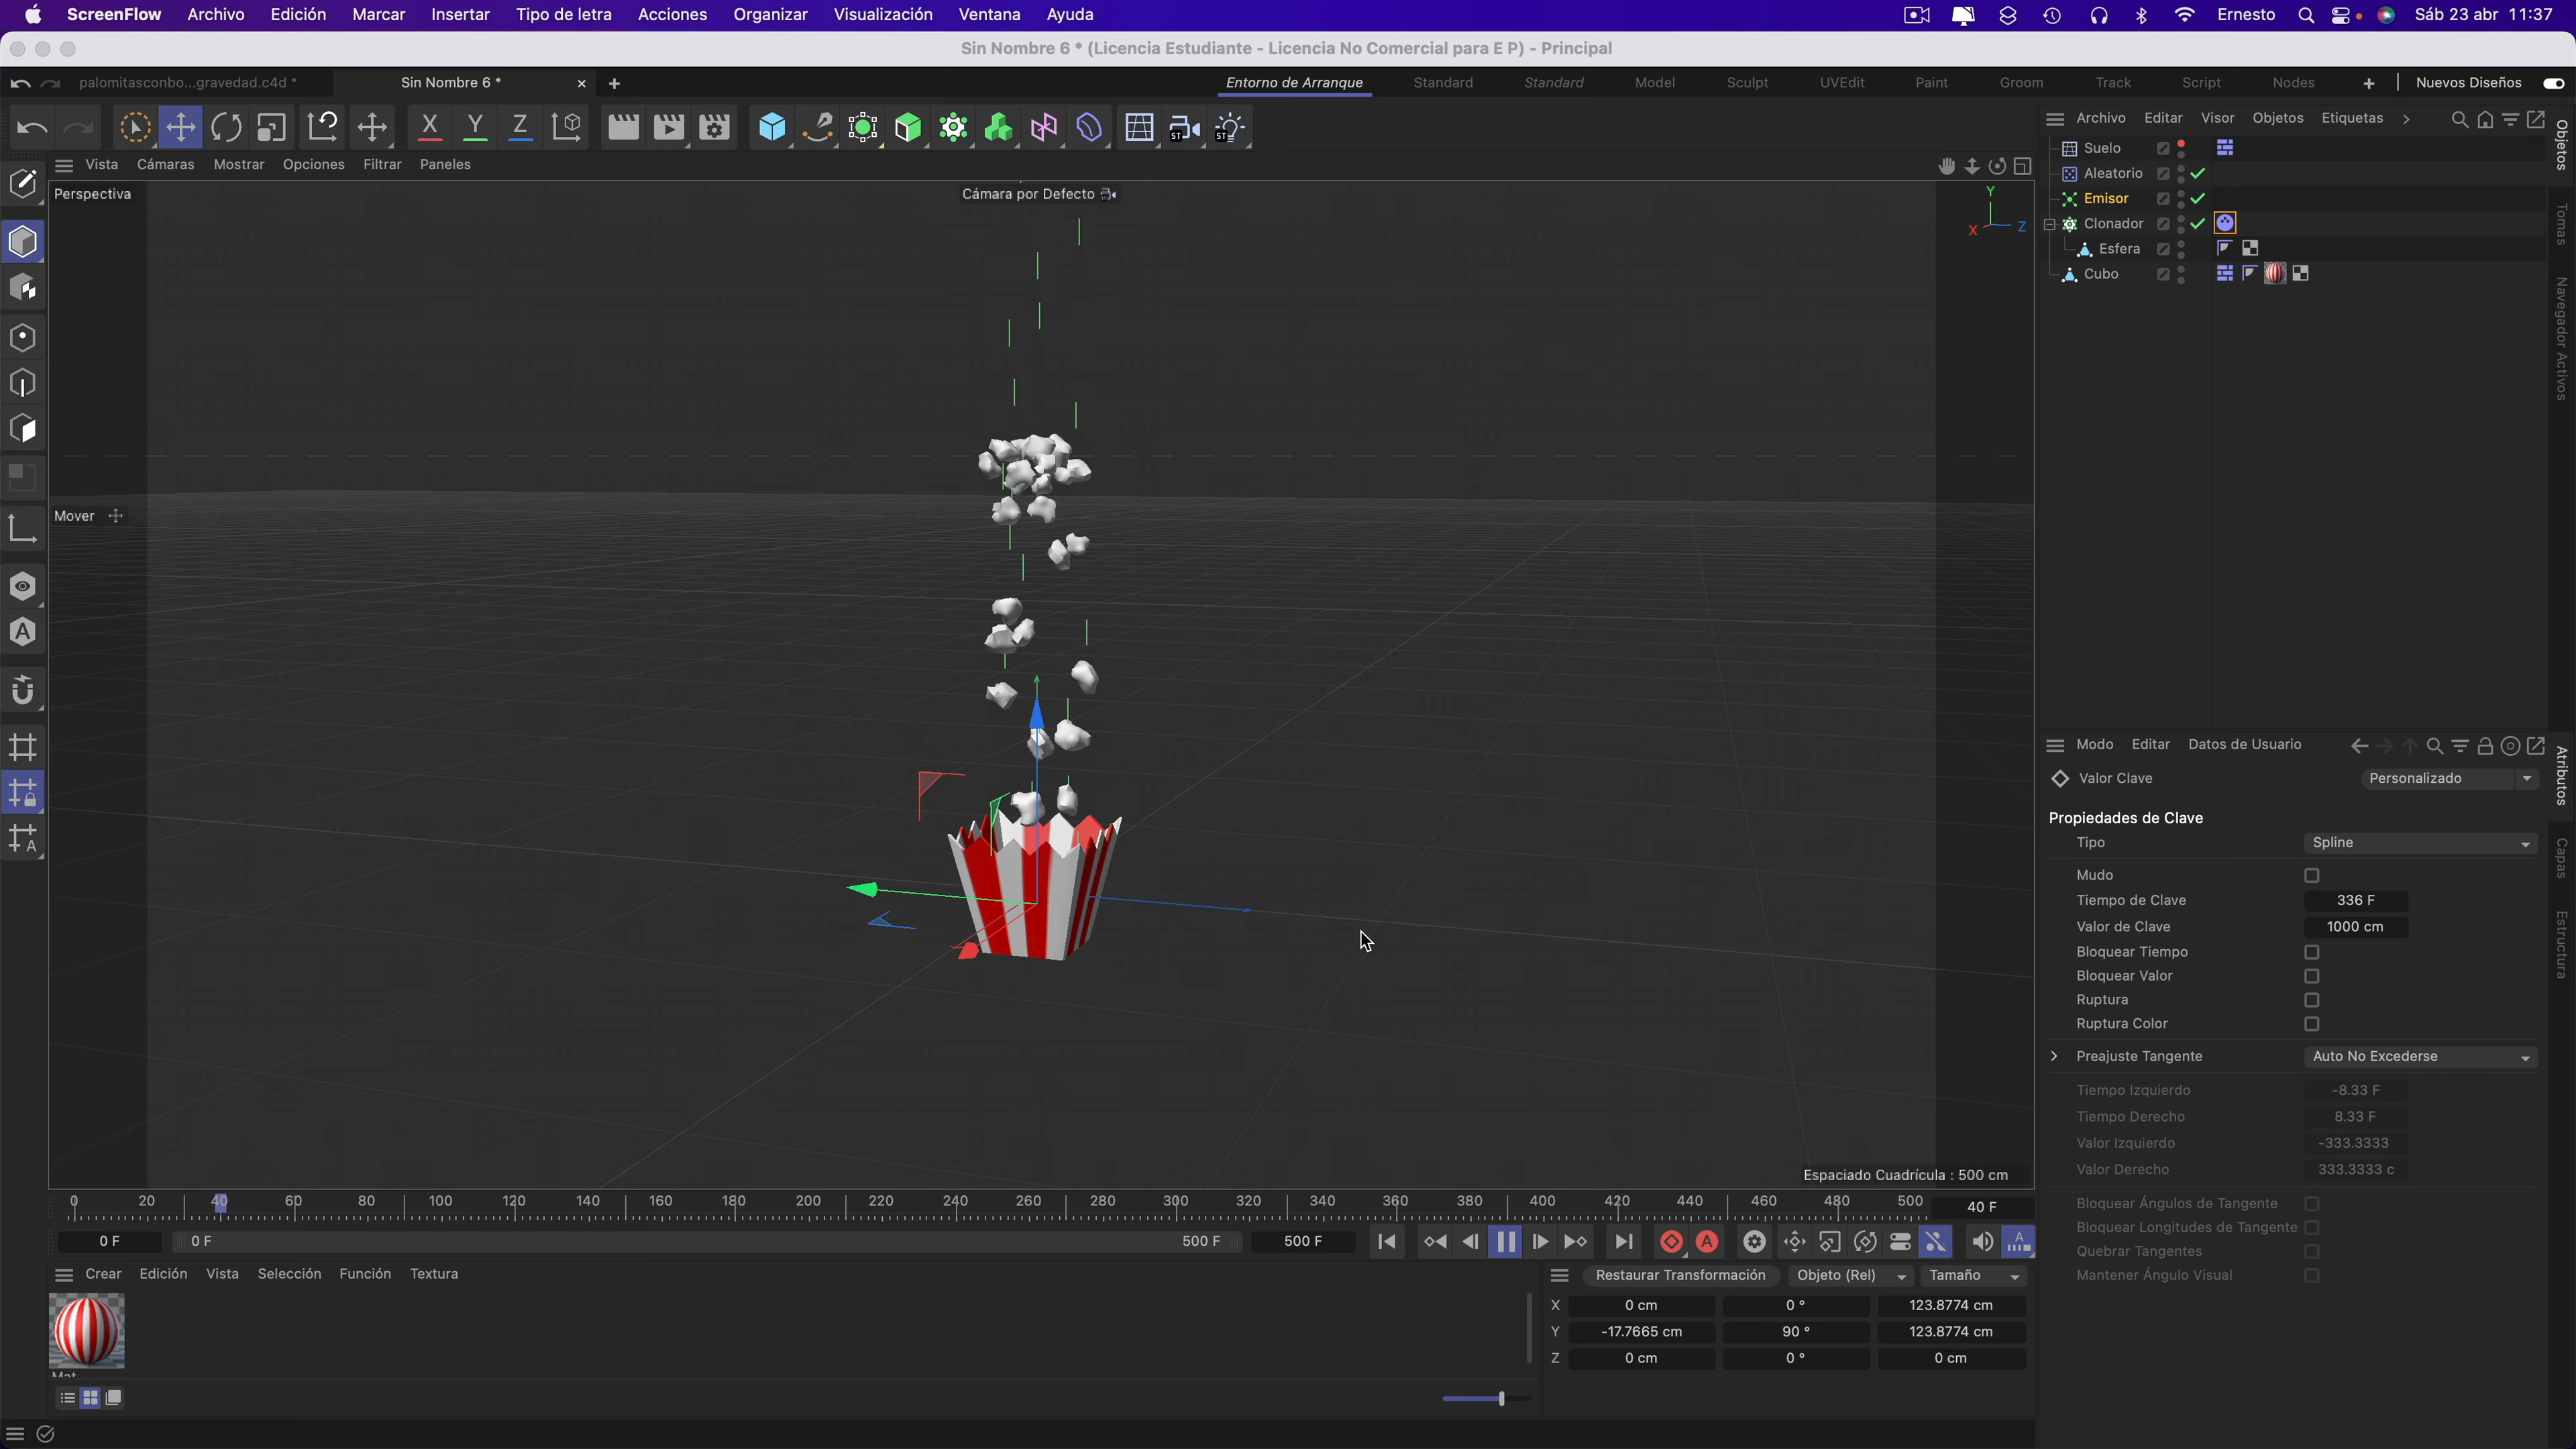 ScreenFlow Archivo Edición Marcar Insertar Tipo de letra Acciones Organizar Visualización Ventana Ayuda Ernesto Sáb 23 abr 11:37
Sin Nombre 6 * (Licencia Estudiante - Licencia No Comercial para E P) - Principal
palomitasconbo...gravedad.c4d * Sin Nombre 6 * Entorno de Arranque Standard Standard Model Sculpt UVEdit Paint Groom Track Script Nodes Nuevos Diseños
X Y Z ST ST
Archivo Editar Visor Objetos Etiquetas
Vista Cámaras Mostrar Opciones Filtrar Paneles
Perspectiva
Cámara por Defecto
Y
X
Z
Mover
Suelo
Aleatorio
Emisor
Clonador
Esfera
Cubo
Objetos
Tomas
Navegador Activos
Modo Editar Datos de Usuario
Valor Clave Personalizado
Propiedades de Clave
Tipo Spline
Mudo
Tiempo de Clave 336 F
Valor de Clave 1000 cm
Bloquear Tiempo
Bloquear Valor
Ruptura
Ruptura Color
Preajuste Tangente Auto No Excederse
Tiempo Izquierdo -8.33 F
Tiempo Derecho 8.33 F
Valor Izquierdo -333.3333
Valor Derecho 333.3333 c
Bloquear Ángulos de Tangente
Bloquear Longitudes de Tangente
Quebrar Tangentes
Mantener Ángulo Visual
Atributos
Capas
Estructura
Espaciado Cuadrícula : 500 cm
0 20 40 60 80 100 120 140 160 180 200 220 240 260 280 300 320 340 360 380 400 420 440 460 480 500 40 F
0 F 0 F 500 F 500 F
Crear Edición Vista Selección Función Textura
Mat
Restaurar Transformación Objeto (Rel) Tamaño
X 0 cm 0 ° 123.8774 cm
Y -17.7665 cm 90 ° 123.8774 cm
Z 0 cm 0 ° 0 cm